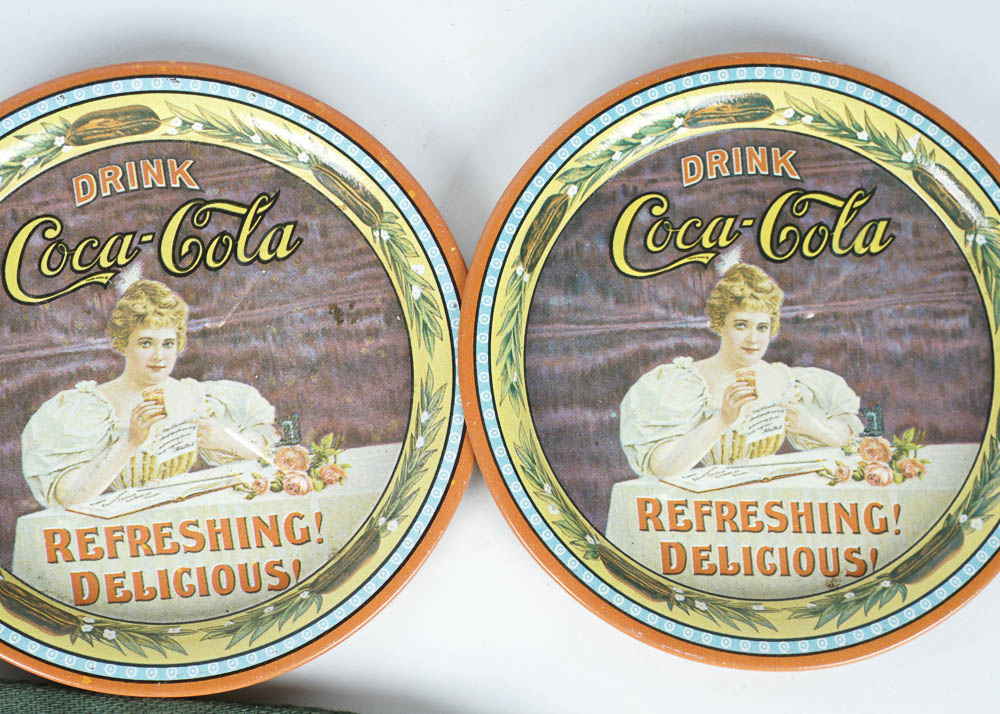 DRINK
Coca-Cola
REFRESHING!
DELICIOUS!
DRINK
Coca-Cola
REFRESHING!
DELICIOUS!